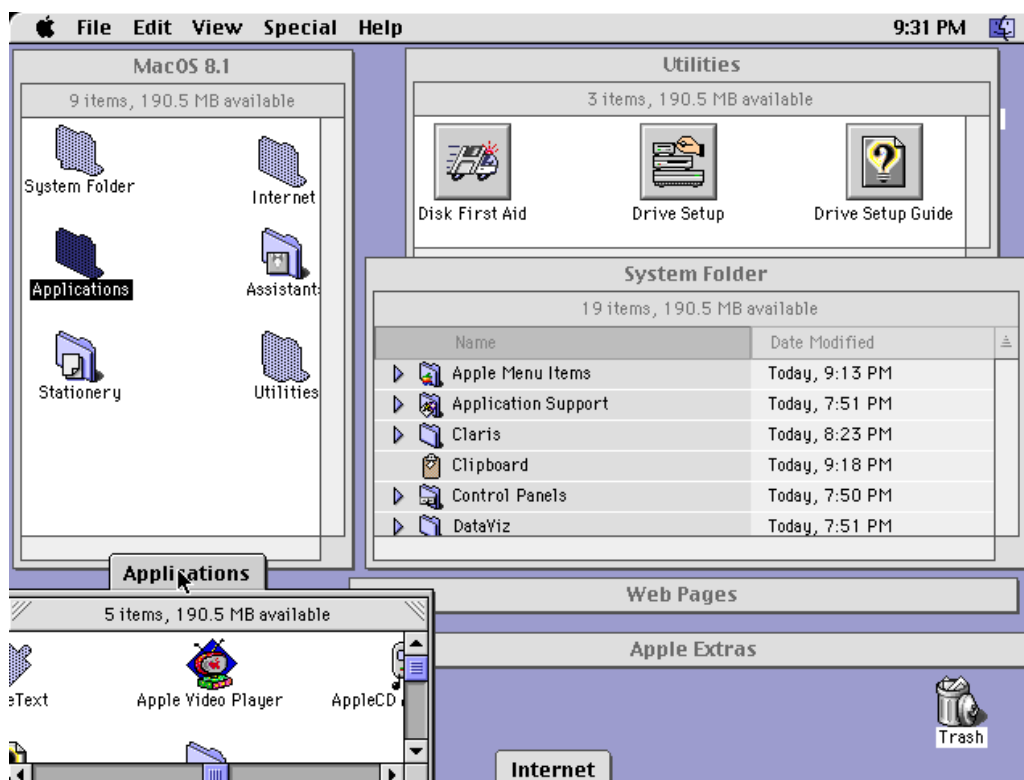 File Edit View Special Help 9:31 PM
MacOS 8.1
9 items, 190.5 MB available
System Folder
Internet
Applications
Assistant
Stationery
Utilities
Utilities
3 items, 190.5 MB available
Disk First Aid
Drive Setup
Drive Setup Guide
System Folder
19 items, 190.5 MB available
Name Date Modified
Apple Menu Items Today, 9:13 PM
Application Support Today, 7:51 PM
Claris Today, 8:23 PM
Clipboard Today, 9:18 PM
Control Panels Today, 7:50 PM
DataViz Today, 7:51 PM
Applications
5 items, 190.5 MB available
eText
Apple Video Player
AppleCD
Web Pages
Apple Extras
Trash
Internet